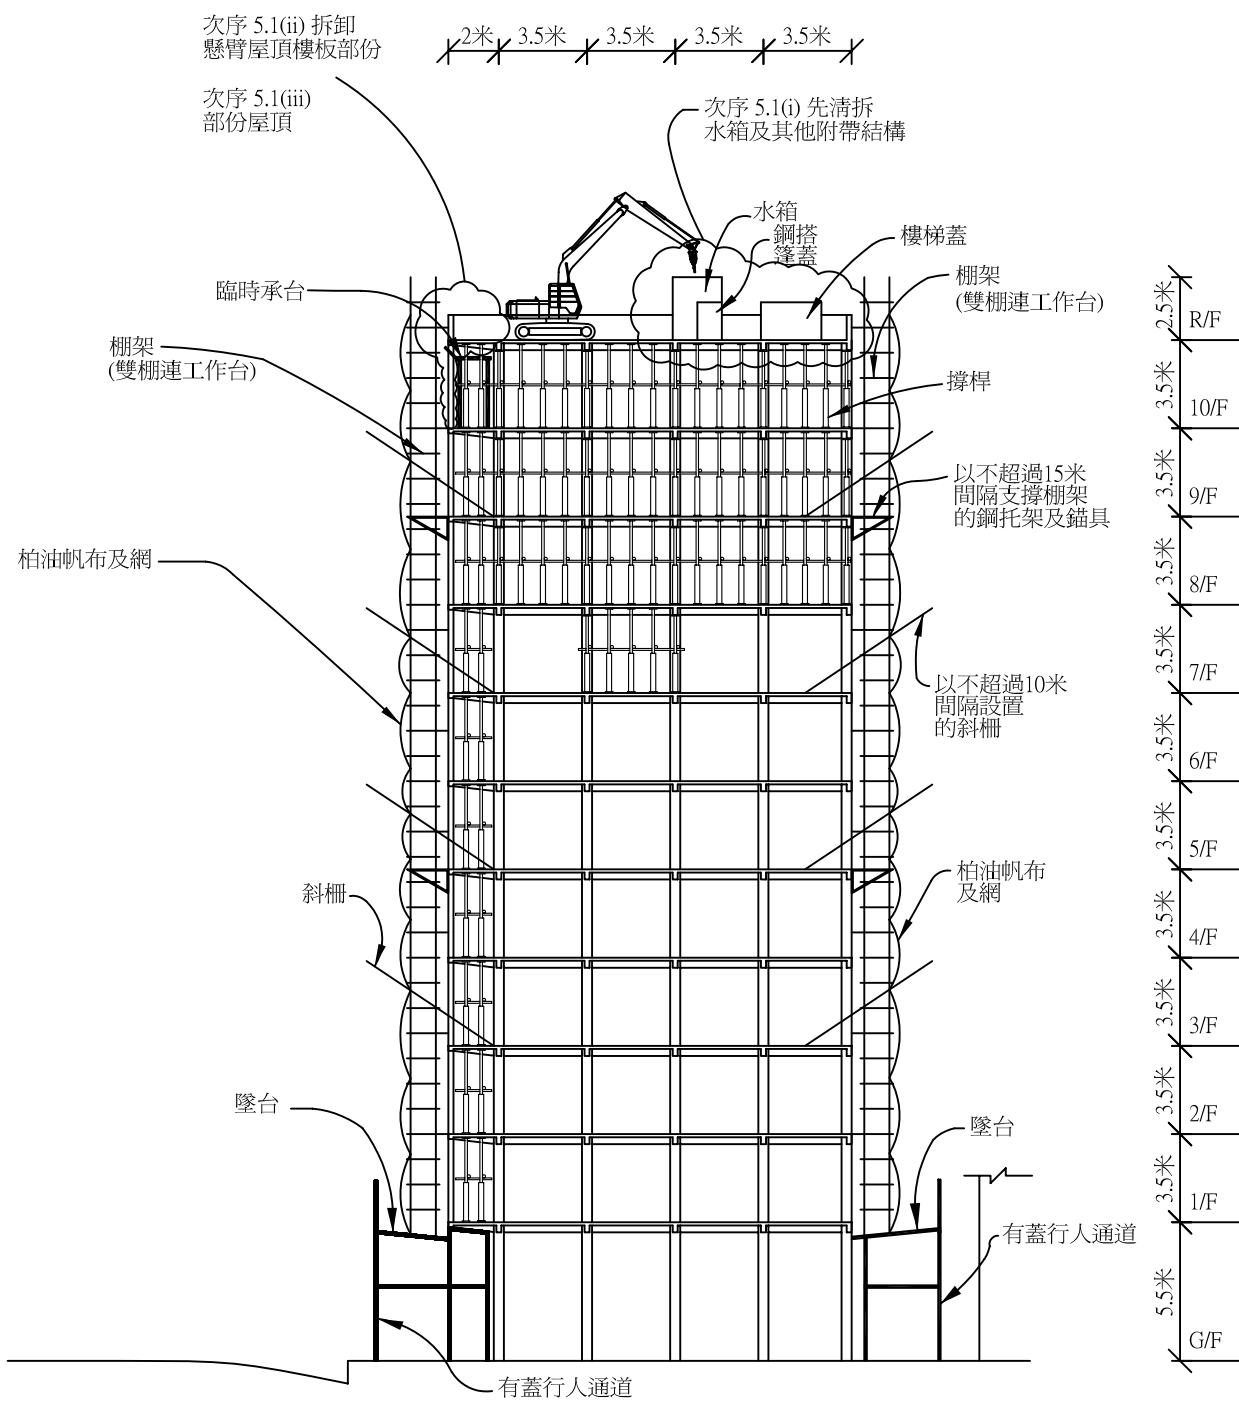 次序 5.1(ii) 拆卸
懸臂屋頂樓板部份
次序 5.1(iii)
部份屋頂
2米
3.5米
3.5米
3.5米
3.5米
次序 5.1(i) 先清拆
水箱及其他附帶結構
水箱
鋼搭
篷蓋
樓梯蓋
棚架
(雙棚連工作台)
臨時承台
棚架
(雙棚連工作台)
撐桿
以不超過15米
間隔支撐棚架
的鋼托架及錨具
柏油帆布及網
以不超過10米
間隔設置
的斜柵
柏油帆布
及網
斜柵
墜台
墜台
有蓋行人通道
有蓋行人通道
2.5米
R/F
3.5米
10/F
3.5米
9/F
3.5米
8/F
3.5米
7/F
3.5米
6/F
3.5米
5/F
3.5米
4/F
3.5米
3/F
3.5米
2/F
3.5米
1/F
5.5米
G/F